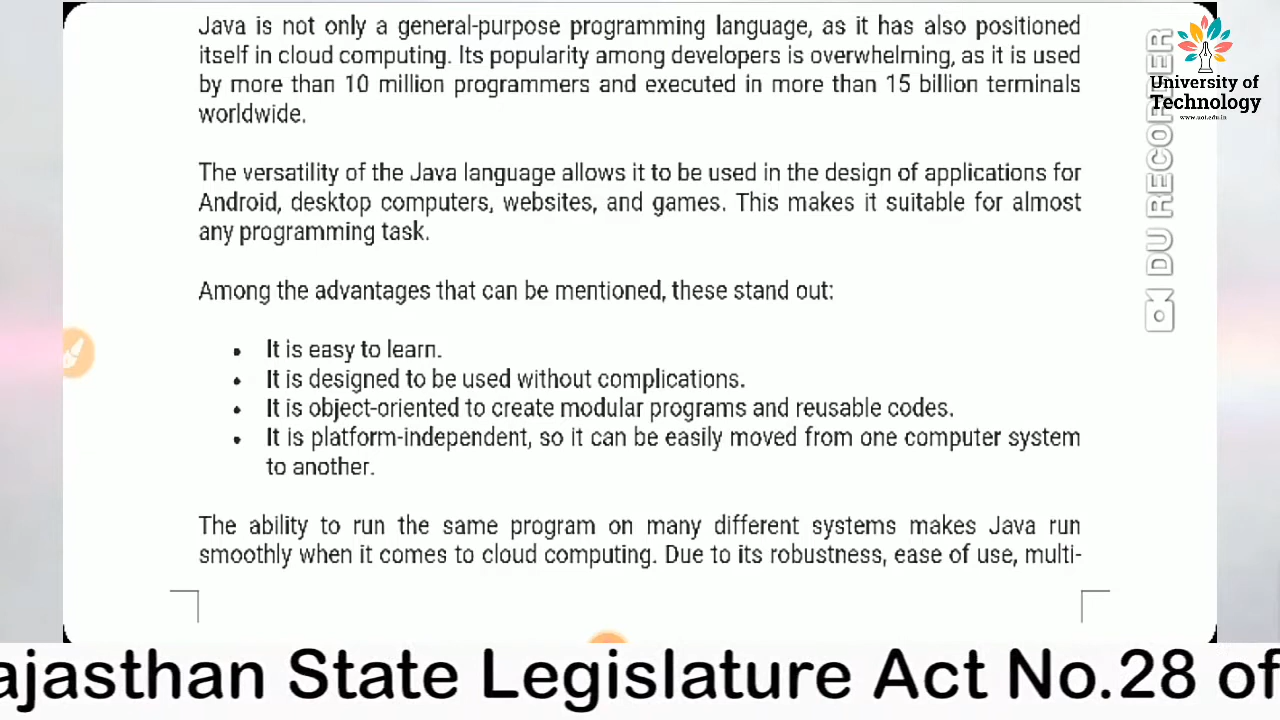 Java is not only a general-purpose programming language, as it has also positioned
itself in cloud computing. Its popularity among developers is overwhelming, as it is used
by more than 10 million programmers and executed in more than 15 billion terminals
worldwide.
The versatility of the Java language allows it to be used in the design of applications for
Android, desktop computers, websites, and games. This makes it suitable for almost
any programming task.
Among the advantages that can be mentioned, these stand out:
• It is easy to learn.
• It is designed to be used without complications.
• It is object-oriented to create modular programs and reusable codes.
• It is platform-independent, so it can be easily moved from one computer system
to another.
The ability to run the same program on many different systems makes Java run
smoothly when it comes to cloud computing. Due to its robustness, ease of use, multi-
University of
Technology
www.uot.edu.in
DU RECORDER
ajasthan State Legislature Act No.28 of